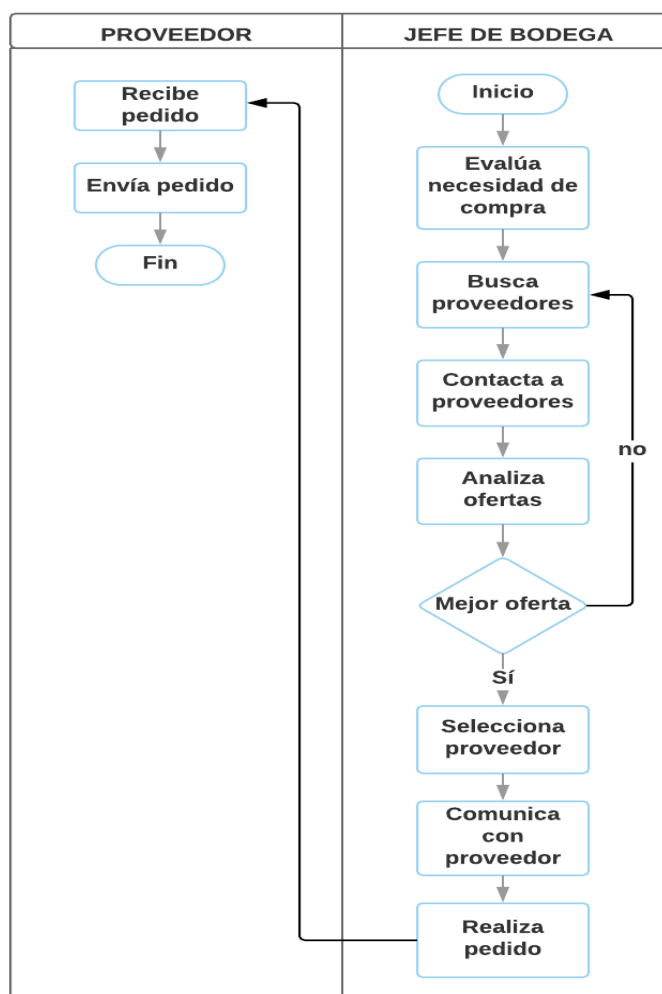 PROVEEDOR
JEFE DE BODEGA
Recibe
pedido
Envía pedido
Fin
Inicio
Evalúa
necesidad de
compra
Busca
proveedores
Contacta a
proveedores
Analiza
ofertas
no
Mejor oferta
Sí
Selecciona
proveedor
Comunica
con
proveedor
Realiza
pedido